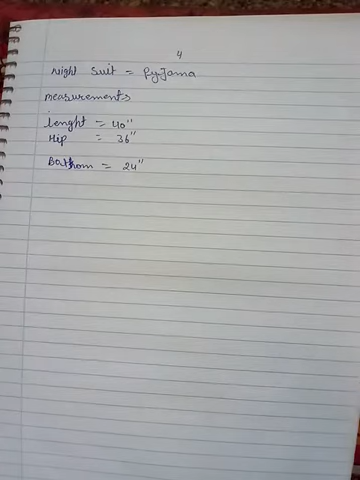 4
Night Suit = PyJama
measurements
lenght = 40"
Hip = 36"
Bathom = 24"